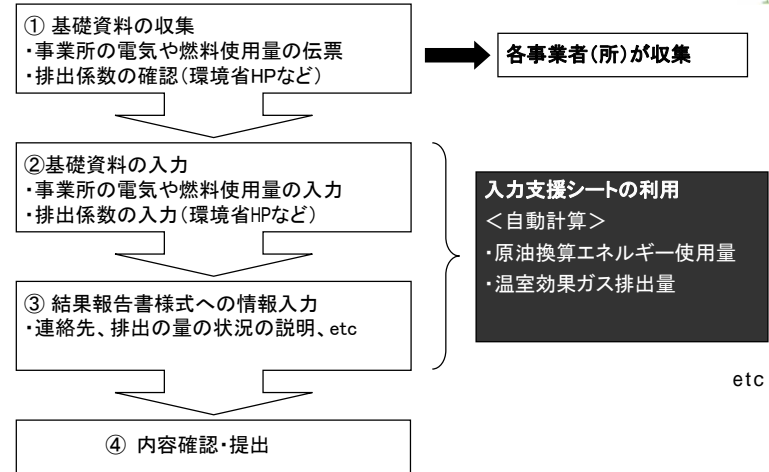 ① 基礎資料の収集
・事業所の電気や燃料使用量の伝票
・排出係数の確認（環境省HPなど）
各事業者（所）が収集
②基礎資料の入力
・事業所の電気や燃料使用量の入力
・排出係数の入力（環境省HPなど）
入力支援シートの利用
＜自動計算＞
・原油換算エネルギー使用量
・温室効果ガス排出量
③ 結果報告書様式への情報入力
・連絡先、排出の量の状況の説明、etc
etc
④ 内容確認・提出